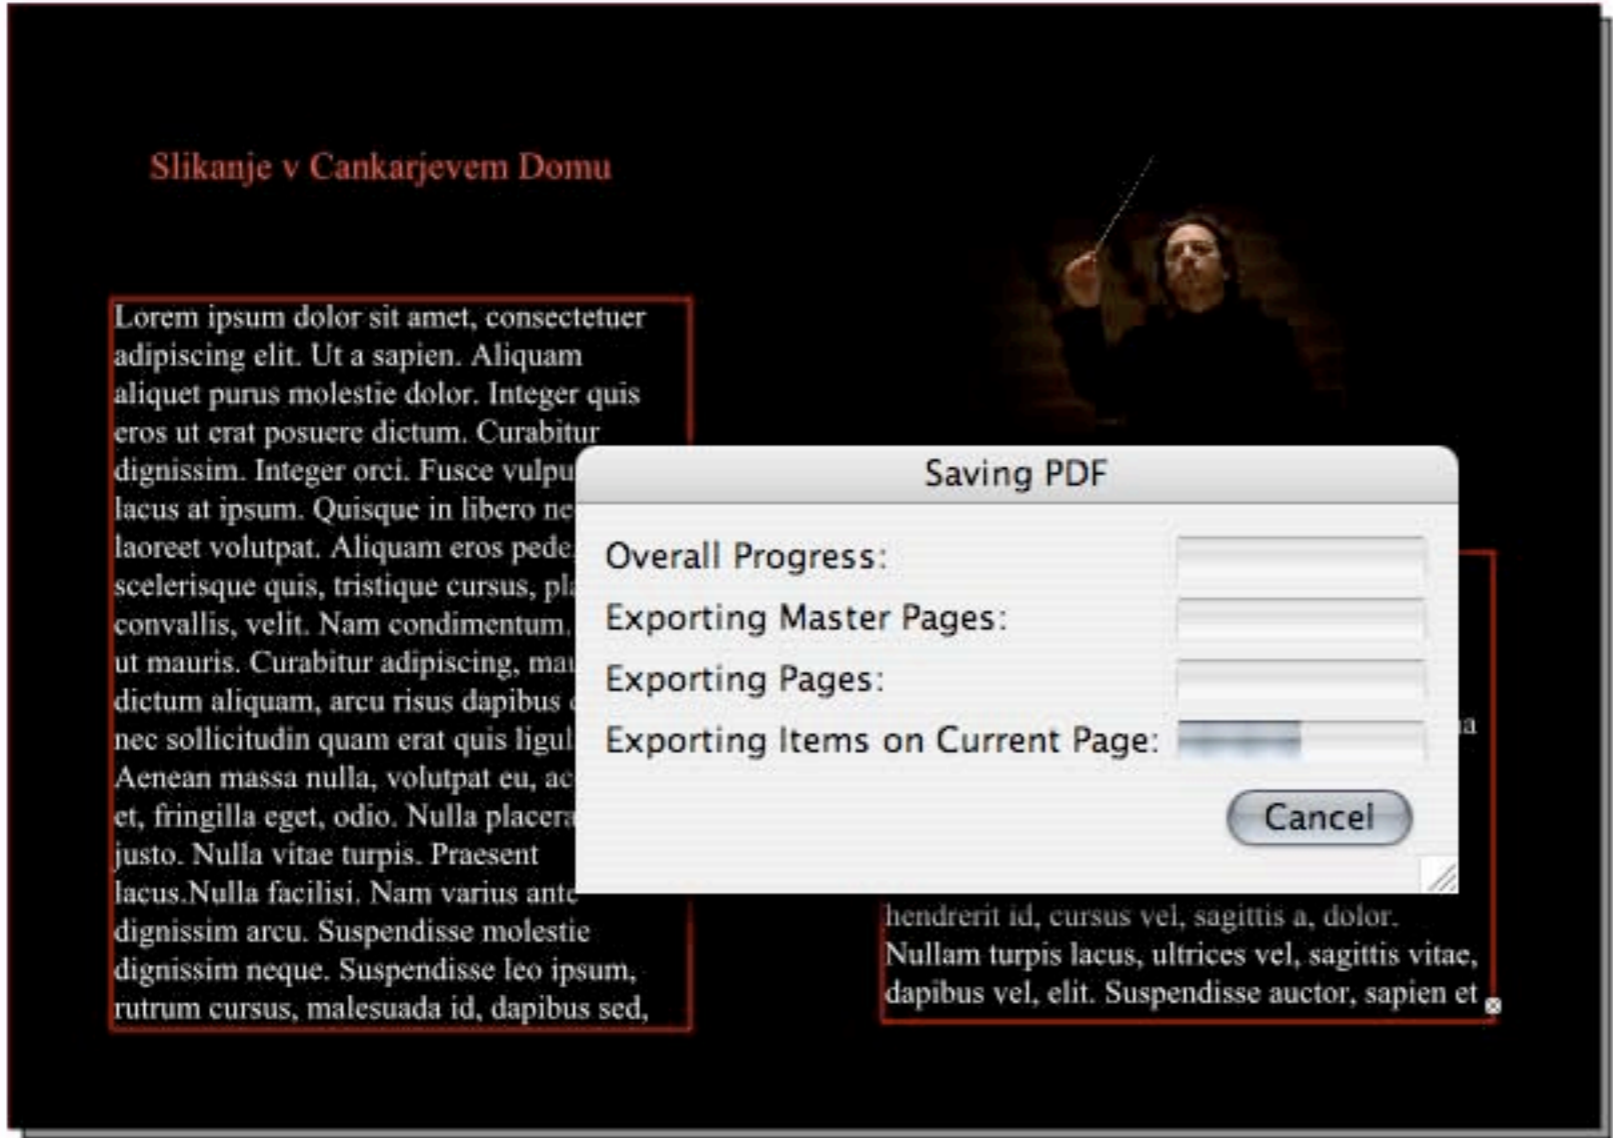 Slikanje v Cankarjevem Domu
Lorem ipsum dolor sit amet, consectetuer
adipiscing elit. Ut a sapien. Aliquam
aliquet purus molestie dolor. Integer quis
eros ut erat posuere dictum. Curabitur
dignissim. Integer orci. Fusce vulpu
lacus at ipsum. Quisque in libero ne
laoreet volutpat. Aliquam eros pede
scelerisque quis, tristique cursus, pla
convallis, velit. Nam condimentum.
ut mauris. Curabitur adipiscing, mau
dictum aliquam, arcu risus dapibus
nec sollicitudin quam erat quis ligul
Aenean massa nulla, volutpat eu, ac
et, fringilla eget, odio. Nulla placera
justo. Nulla vitae turpis. Praesent
lacus.Nulla facilisi. Nam varius ante
dignissim arcu. Suspendisse molestie
dignissim neque. Suspendisse leo ipsum,
rutrum cursus, malesuada id, dapibus sed,
Saving PDF
Overall Progress:
Exporting Master Pages:
Exporting Pages:
Exporting Items on Current Page:
Cancel
hendrerit id, cursus vel, sagittis a, dolor.
Nullam turpis lacus, ultrices vel, sagittis vitae,
dapibus vel, elit. Suspendisse auctor, sapien et